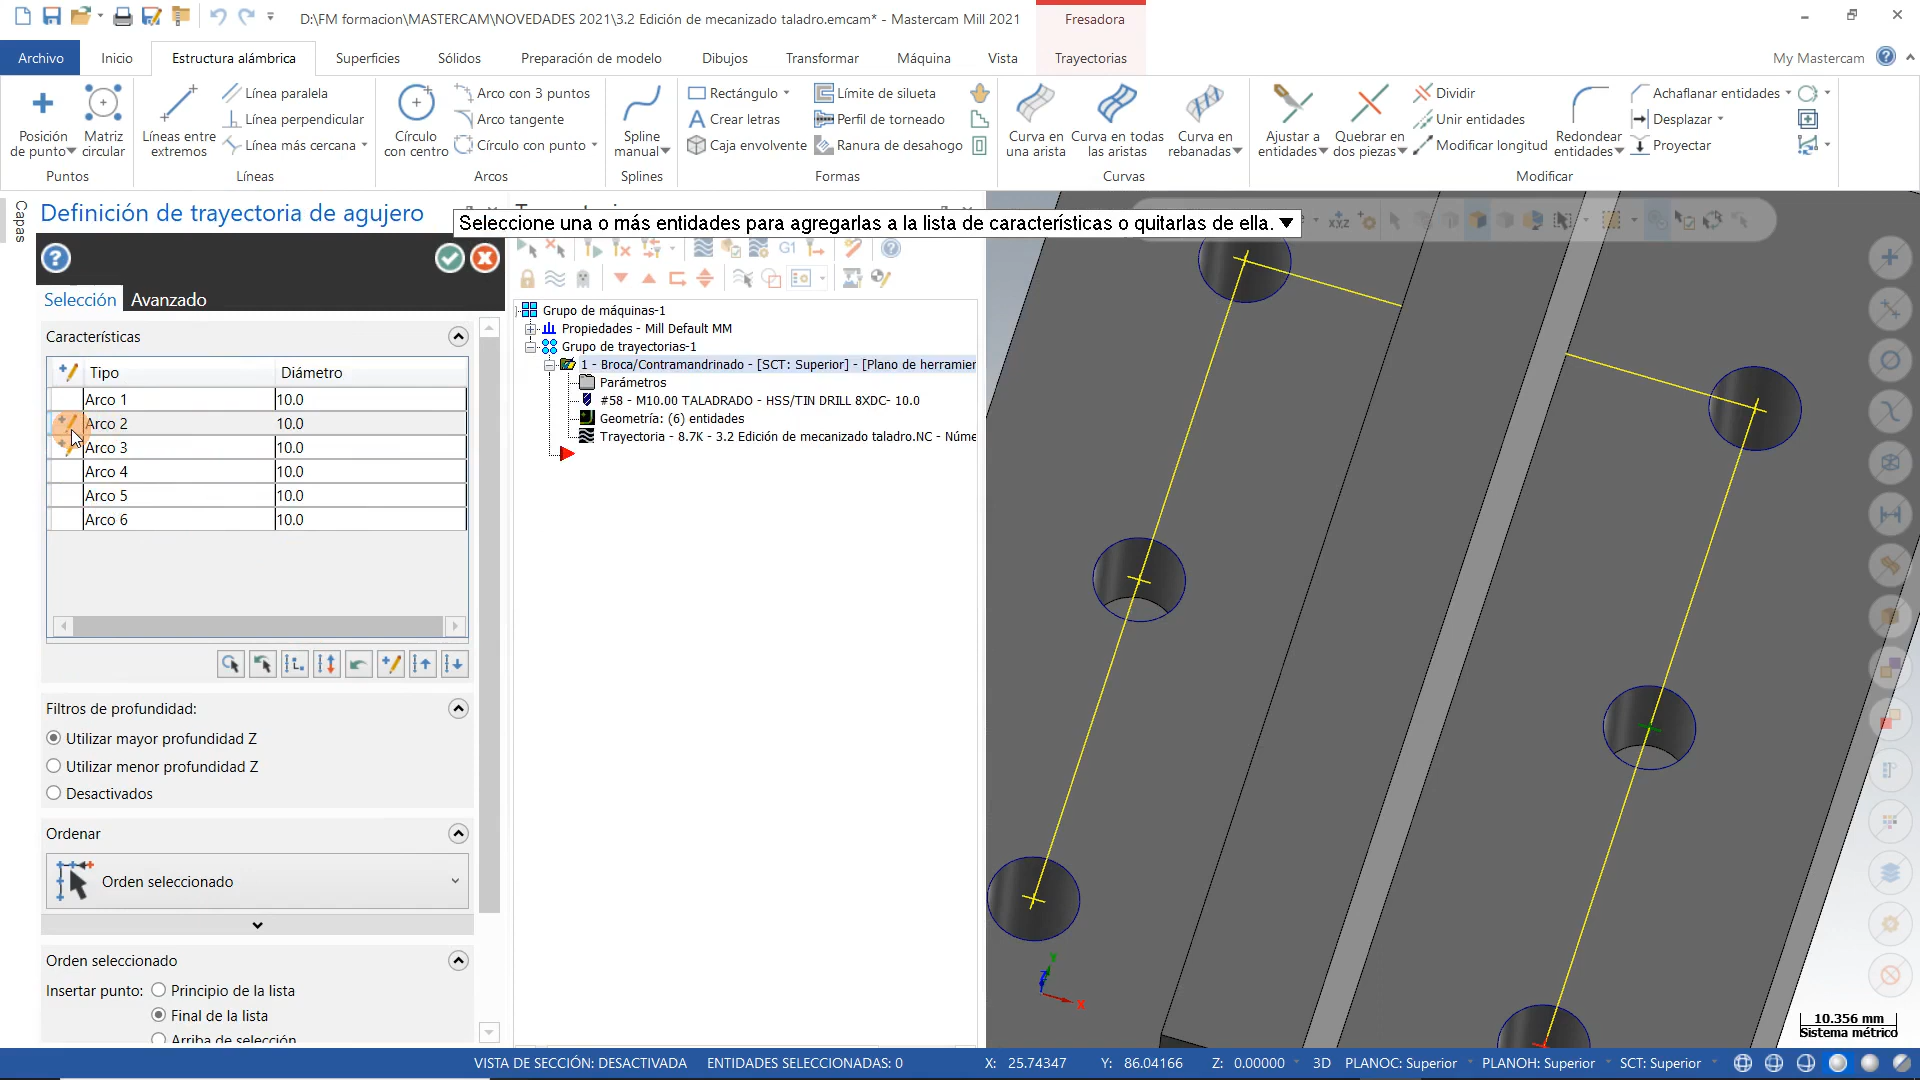 D:\FM formacion\MASTERCAM\NOVEDADES 2021\3.2 Edición de mecanizado taladro.emcam* - Mastercam Mill 2021
Fresadora
Archivo
Inicio
Estructura alámbrica
Superficies
Sólidos
Preparación de modelo
Dibujos
Transformar
Máquina
Vista
Trayectorias
My Mastercam
Posición de punto
Matriz circular
Puntos
Líneas entre extremos
Línea paralela
Línea perpendicular
Línea más cercana
Líneas
Círculo con centro
Arco con 3 puntos
Arco tangente
Círculo con punto
Arcos
Spline manual
Splines
Rectángulo
Crear letras
Caja envolvente
Límite de silueta
Perfil de torneado
Ranura de desahogo
Formas
Curva en una arista
Curva en todas las aristas
Curva en rebanadas
Curvas
Ajustar a entidades
Quebrar en dos piezas
Dividir
Unir entidades
Modificar longitud
Redondear entidades
Achaflanar entidades
Desplazar
Proyectar
Modificar
Capas
Definición de trayectoria de agujero
Seleccione una o más entidades para agregarlas a la lista de características o quitarlas de ella.
Selección
Avanzado
Características
Tipo Diámetro
Arco 1 10.0
Arco 2 10.0
Arco 3 10.0
Arco 4 10.0
Arco 5 10.0
Arco 6 10.0
Filtros de profundidad:
Utilizar mayor profundidad Z
Utilizar menor profundidad Z
Desactivados
Ordenar
Orden seleccionado
Orden seleccionado
Insertar punto:
Principio de la lista
Final de la lista
Arriba de selección
G1
Grupo de máquinas-1
Propiedades - Mill Default MM
Grupo de trayectorias-1
1 - Broca/Contramandrinado - [SCT: Superior] - [Plano de herramier
Parámetros
#58 - M10.00 TALADRADO - HSS/TIN DRILL 8XDC- 10.0
Geometría: (6) entidades
Trayectoria - 8.7K - 3.2 Edición de mecanizado taladro.NC - Núme
Y
Z
X
10.356 mm
Sistema métrico
VISTA DE SECCIÓN: DESACTIVADA
ENTIDADES SELECCIONADAS: 0
X: 25.74347
Y: 86.04166
Z: 0.00000
3D
PLANOC: Superior
PLANOH: Superior
SCT: Superior